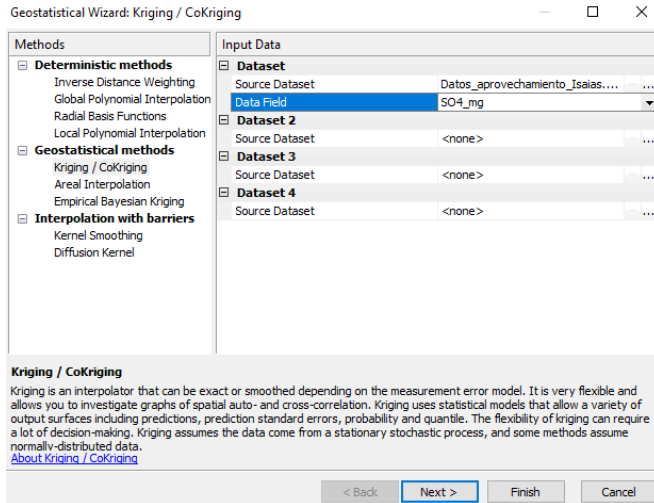 Geostatistical Wizard: Kriging / CoKriging
Methods
Deterministic methods
Inverse Distance Weighting
Global Polynomial Interpolation
Radial Basis Functions
Local Polynomial Interpolation
Geostatistical methods
Kriging / CoKriging
Areal Interpolation
Empirical Bayesian Kriging
Interpolation with barriers
Kernel Smoothing
Diffusion Kernel
Input Data
Dataset
Source Dataset Datos_aprovechamiento_Isaias.... ...
Data Field SO4_mg
Dataset 2
Source Dataset <none> ...
Dataset 3
Source Dataset <none> ...
Dataset 4
Source Dataset <none> ...
Kriging / CoKriging
Kriging is an interpolator that can be exact or smoothed depending on the measurement error model. It is very flexible and
allows you to investigate graphs of spatial auto- and cross-correlation. Kriging uses statistical models that allow a variety of
output surfaces including predictions, prediction standard errors, probability and quantile. The flexibility of kriging can require
a lot of decision-making. Kriging assumes the data come from a stationary stochastic process, and some methods assume
normally-distributed data.
About Kriging / CoKriging
< Back Next > Finish Cancel